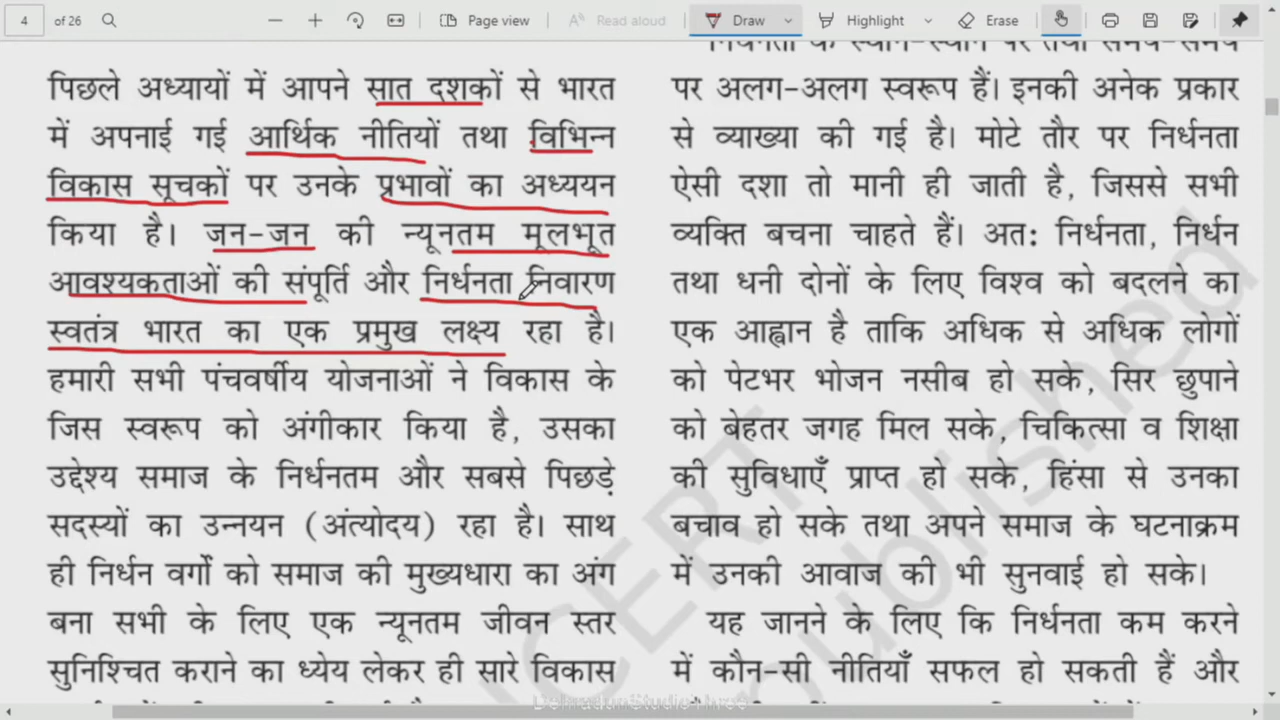 4 of 26 Page view Read aloud Draw Highlight Erase
पिछले अध्यायों में आपने सात दशकों से भारत
में अपनाई गई आर्थिक नीतियों तथा विभिन्न
विकास सूचकों पर उनके प्रभावों का अध्ययन
किया है। जन-जन की न्यूनतम मूलभूत
आवश्यकताओं की संपूर्ति और निर्धनता निवारण
स्वतंत्र भारत का एक प्रमुख लक्ष्य रहा है।
हमारी सभी पंचवर्षीय योजनाओं ने विकास के
जिस स्वरूप को अंगीकार किया है, उसका
उद्देश्य समाज के निर्धनतम और सबसे पिछड़े
सदस्यों का उन्नयन (अंत्योदय) रहा है। साथ
ही निर्धन वर्गों को समाज की मुख्यधारा का अंग
बना सभी के लिए एक न्यूनतम जीवन स्तर
सुनिश्चित कराने का ध्येय लेकर ही सारे विकास
निर्धनता के स्थान-स्थान पर तथा समय-समय
पर अलग-अलग स्वरूप हैं। इनकी अनेक प्रकार
से व्याख्या की गई है। मोटे तौर पर निर्धनता
ऐसी दशा तो मानी ही जाती है, जिससे सभी
व्यक्ति बचना चाहते हैं। अत: निर्धनता, निर्धन
तथा धनी दोनों के लिए विश्व को बदलने का
एक आह्वान है ताकि अधिक से अधिक लोगों
को पेटभर भोजन नसीब हो सके, सिर छुपाने
को बेहतर जगह मिल सके, चिकित्सा व शिक्षा
की सुविधाएँ प्राप्त हो सके, हिंसा से उनका
बचाव हो सके तथा अपने समाज के घटनाक्रम
में उनकी आवाज की भी सुनवाई हो सके।
यह जानने के लिए कि निर्धनता कम करने
में कौन-सी नीतियाँ सफल हो सकती हैं और